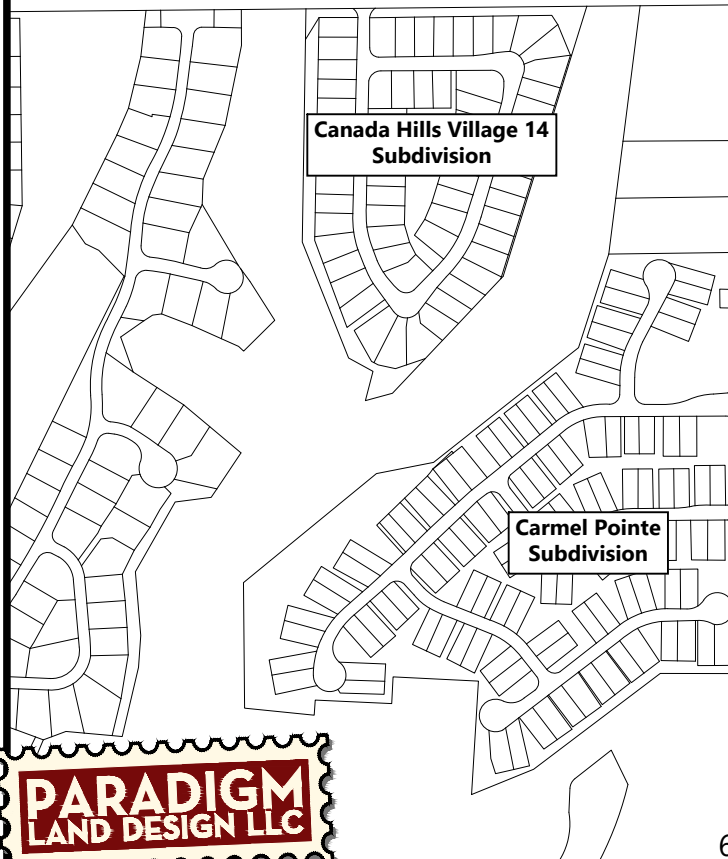 Canada Hills Village 14
Subdivision
Carmel Pointe
Subdivision
PARADIGM
LAND DESIGN LLC